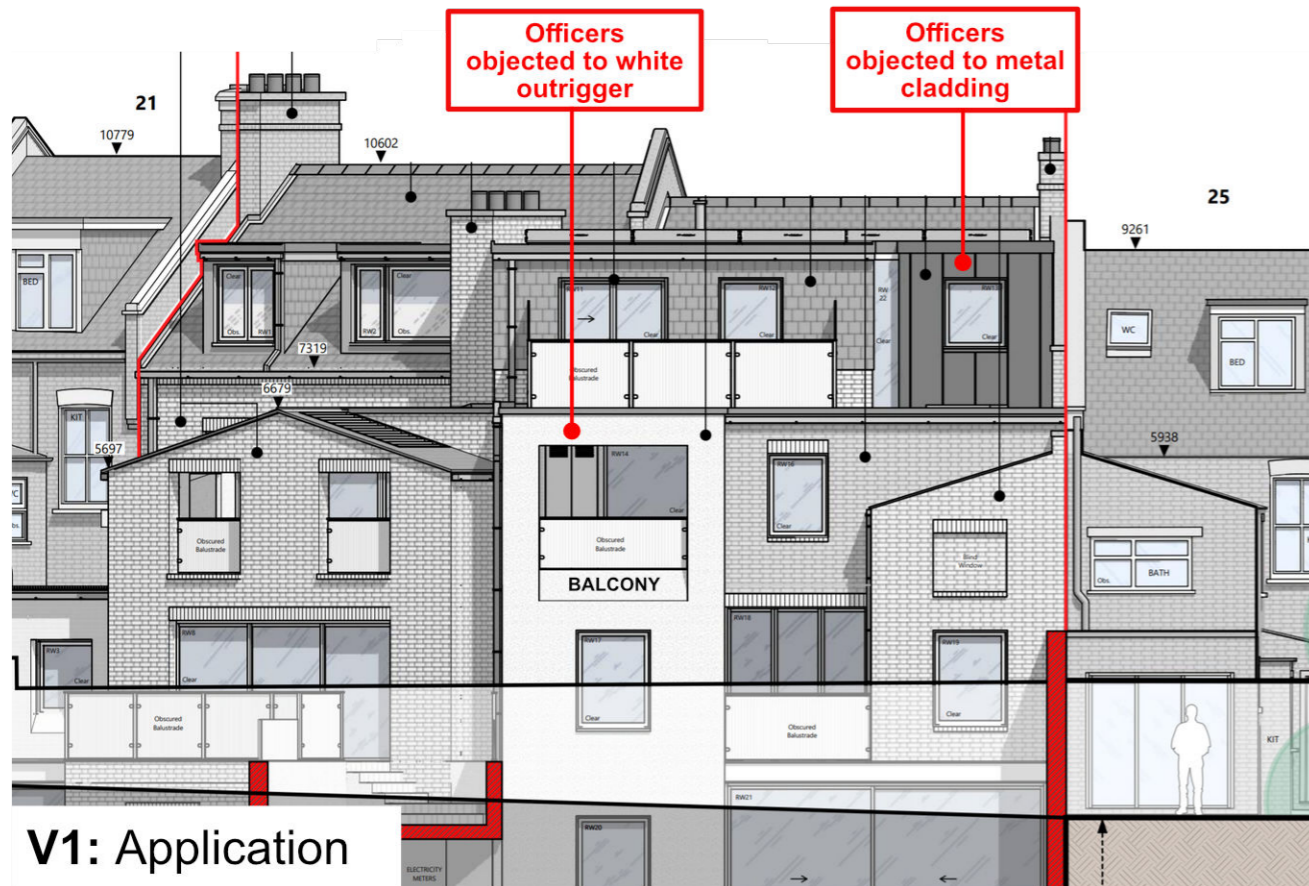 Officers
objected to white
outrigger
Officers
objected to metal
cladding
21
10779
10602
25
9261
BED
Clear
Obs.
RW1
RW2
Clear
Obs.
RW11
Clear
Clear
RW
22
Clear
Clear
WC
BED
7319
6679
Obscured
Balustrade
KIT
5697
5938
RW14
Clear
RW16
Clear
Obscured
Balustrade
Obscured
Balustrade
BALCONY
Blind
Window
Obs.
BATH
RW3
Clear
RW8
Clear
Clear
RW17
Clear
RW18
RW19
Clear
Obscured
Balustrade
Obscured
Balustrade
KIT
RW21
V1: Application
ELECTRICITY
METERS
RW20